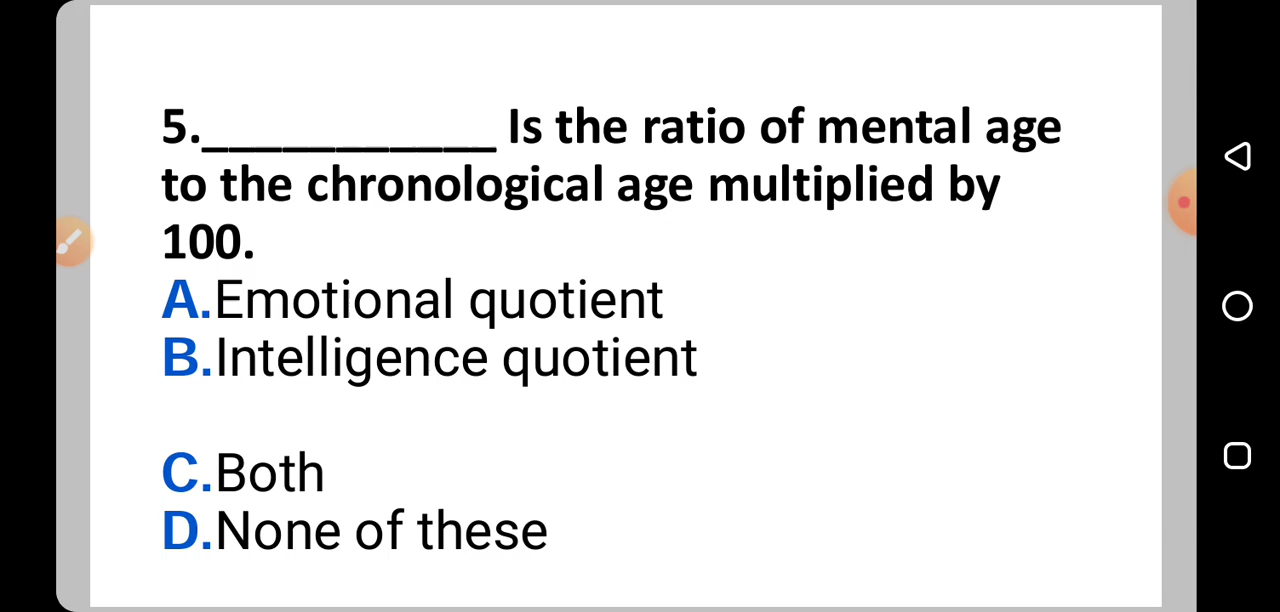 5.___________ Is the ratio of mental age
to the chronological age multiplied by
100.
A.Emotional quotient
B.Intelligence quotient
C.Both
D.None of these